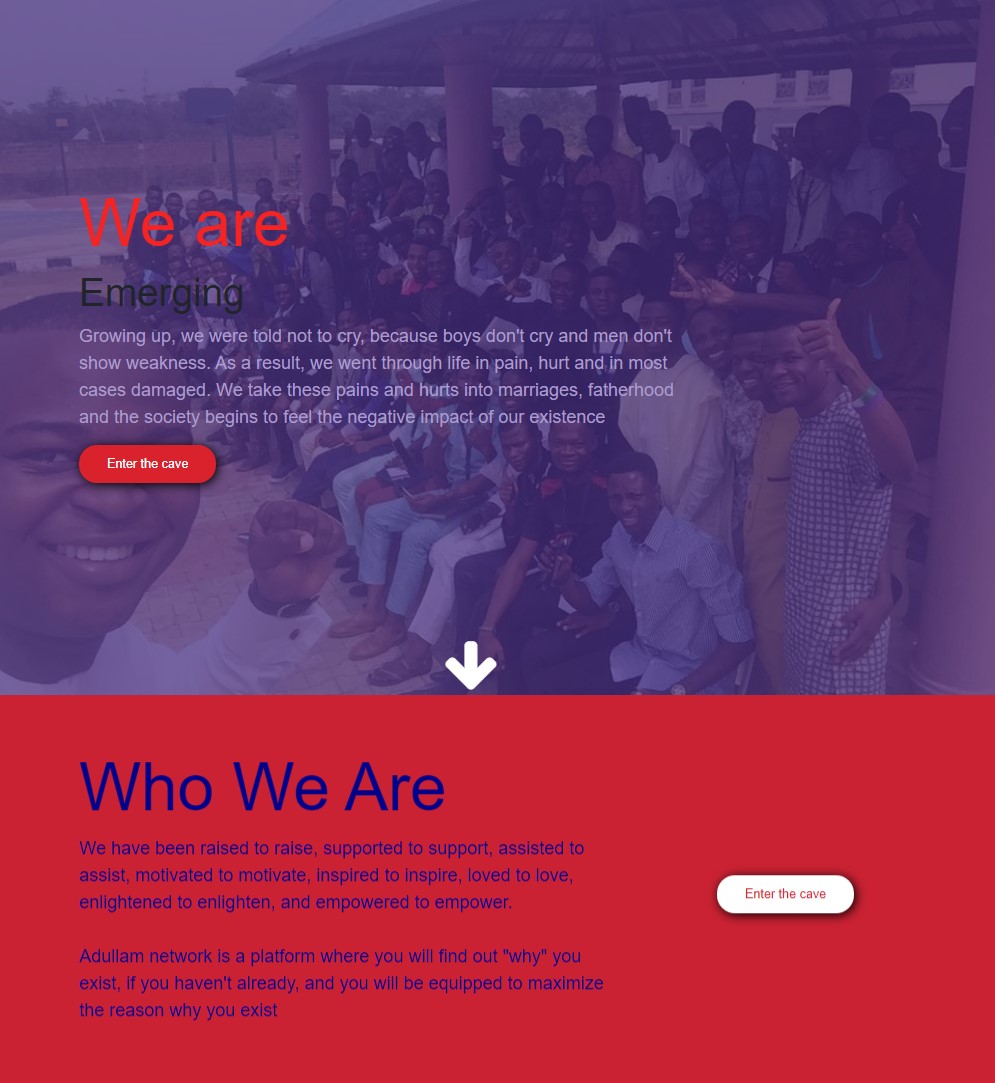 We are
Emerging
Growing up, we were told not to cry, because boys don't cry and men don't
show weakness. As a result, we went through life in pain, hurt and in most
cases damaged. We take these pains and hurts into marriages, fatherhood
and the society begins to feel the negative impact of our existence
Enter the cave
Who We Are
We have been raised to raise, supported to support, assisted to
assist, motivated to motivate, inspired to inspire, loved to love,
enlightened to enlighten, and empowered to empower.
Adullam network is a platform where you will find out "why" you
exist, if you haven't already, and you will be equipped to maximize
the reason why you exist
Enter the cave